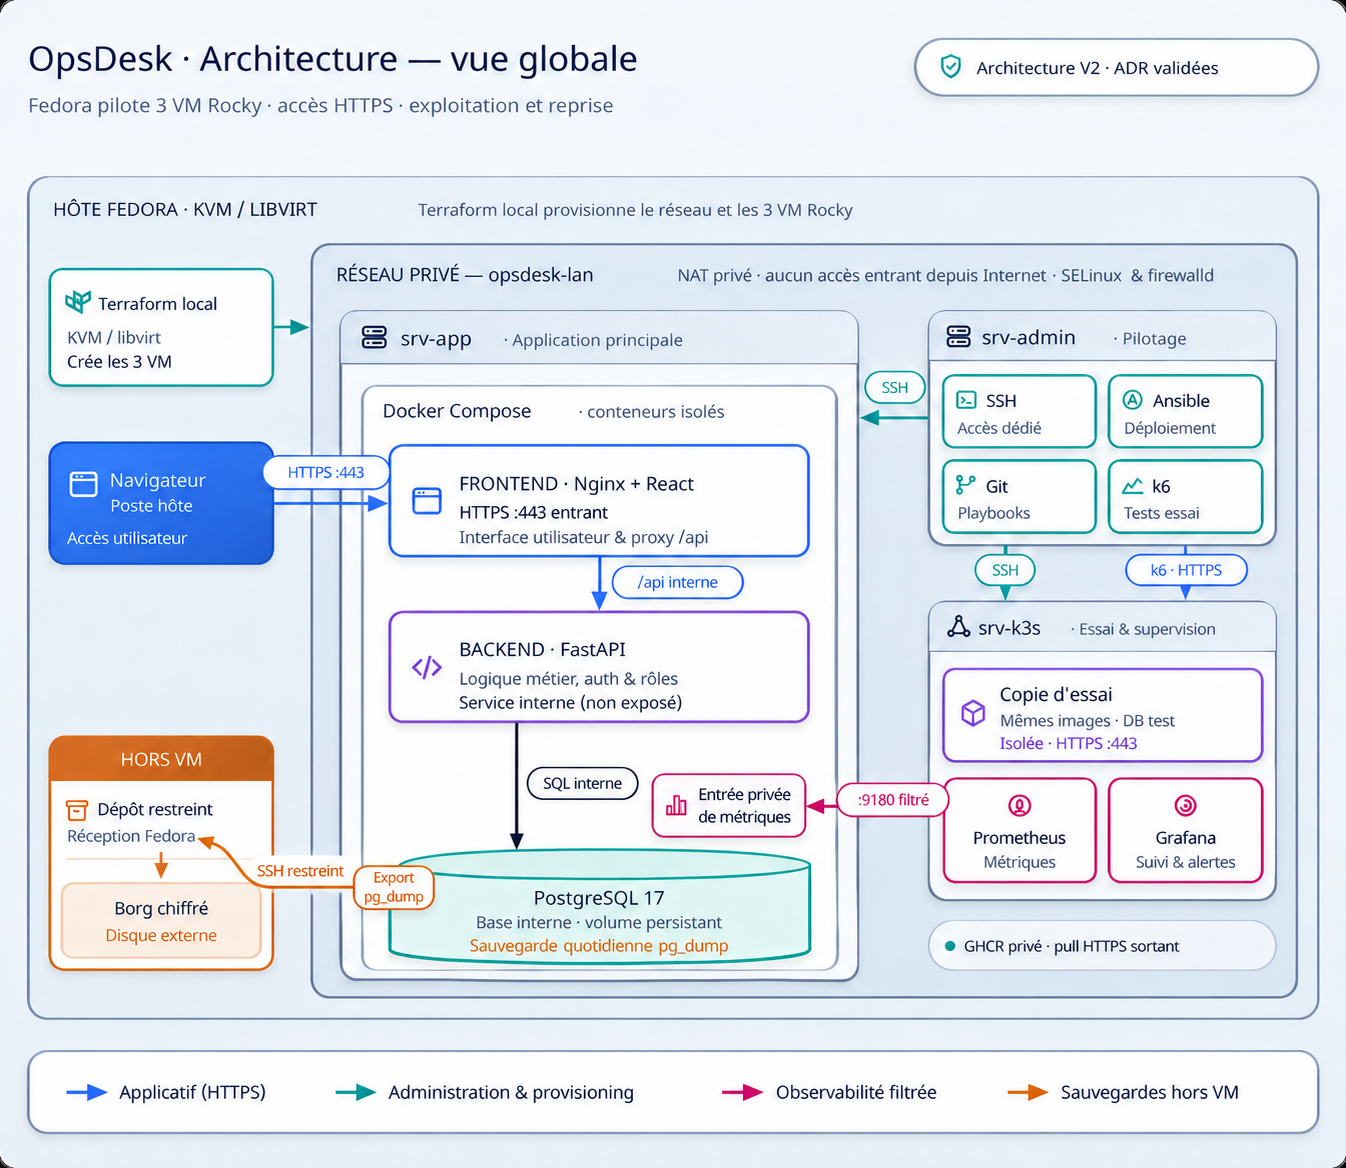 OpsDesk · Architecture — vue globale
Fedora pilote 3 VM Rocky · accès HTTPS · exploitation et reprise
Architecture V2 · ADR validées
HÔTE FEDORA · KVM / LIBVIRT
Terraform local provisionne le réseau et les 3 VM Rocky
Terraform local
KVM / libvirt
Crée les 3 VM
RÉSEAU PRIVÉ — opsdesk-lan
NAT privé · aucun accès entrant depuis Internet · SELinux & firewalld
srv-app · Application principale
Docker Compose · conteneurs isolés
Navigateur
Poste hôte
Accès utilisateur
HTTPS :443
FRONTEND · Nginx + React
HTTPS :443 entrant
Interface utilisateur & proxy /api
/api interne
BACKEND · FastAPI
Logique métier, auth & rôles
Service interne (non exposé)
SQL interne
Entrée privée
de métriques
:9180 filtré
PostgreSQL 17
Base interne · volume persistant
Sauvegarde quotidienne pg_dump
Export
pg_dump
SSH restreint
HORS VM
Dépôt restreint
Réception Fedora
Borg chiffré
Disque externe
SSH
srv-admin · Pilotage
SSH
Accès dédié
Ansible
Déploiement
Git
Playbooks
k6
Tests essai
SSH
k6 · HTTPS
srv-k3s · Essai & supervision
Copie d'essai
Mêmes images · DB test
Isolée · HTTPS :443
Prometheus
Métriques
Grafana
Suivi & alertes
GHCR privé · pull HTTPS sortant
Applicatif (HTTPS)
Administration & provisioning
Observabilité filtrée
Sauvegardes hors VM